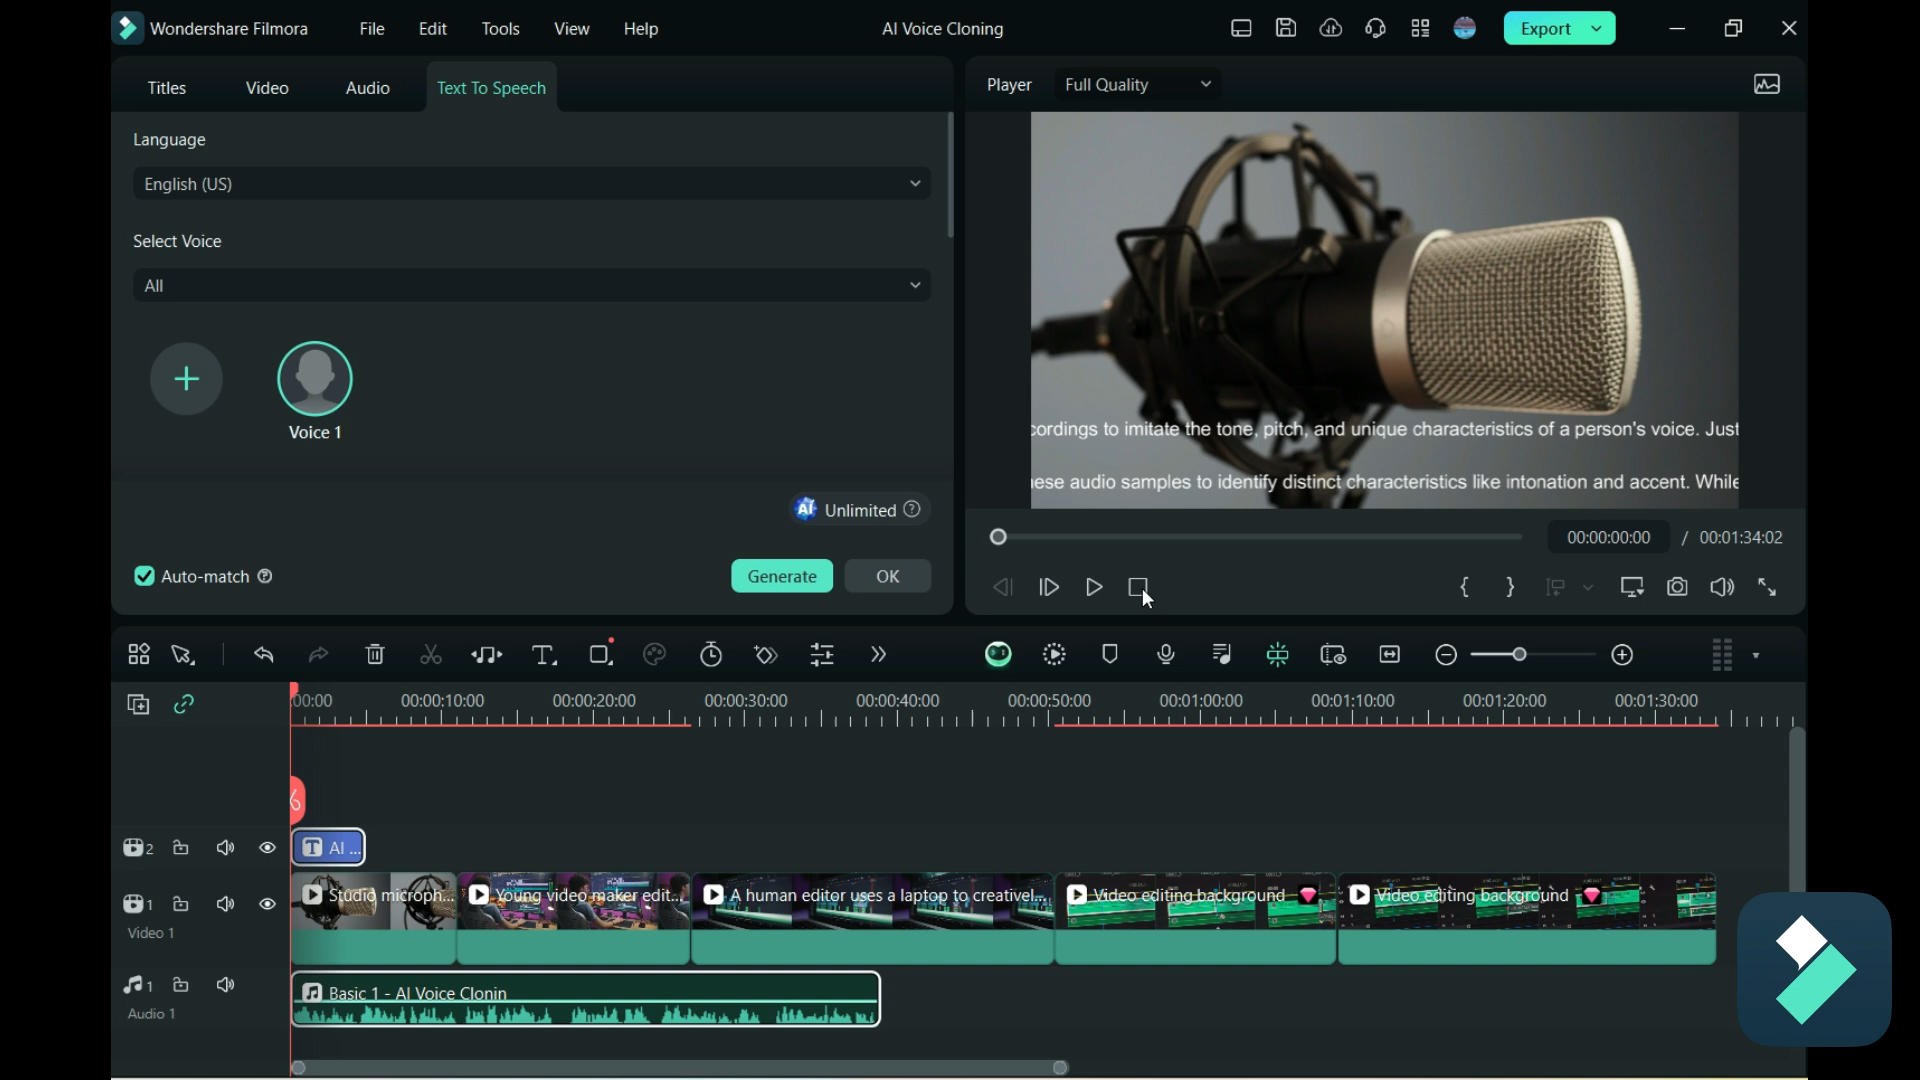 Wondershare Filmora File Edit Tools View Help AI Voice Cloning Export
Titles Video Audio Text To Speech
Player Full Quality
Language
English (US)
Select Voice
All
Voice 1
AI Unlimited
Auto-match Generate OK
cordings to imitate the tone, pitch, and unique characteristics of a person's voice. Just
ese audio samples to identify distinct characteristics like intonation and accent. While
00:00:00:00 / 00:01:34:02
:00:00 00:00:10:00 00:00:20:00 00:00:30:00 00:00:40:00 00:00:50:00 00:01:00:00 00:01:10:00 00:01:20:00 00:01:30:00
2 T AI ...
1 Studio microph... Young video maker edit... A human editor uses a laptop to creativel... Video editing background Video editing background
Video 1
1 Basic 1 - AI Voice Clonin
Audio 1